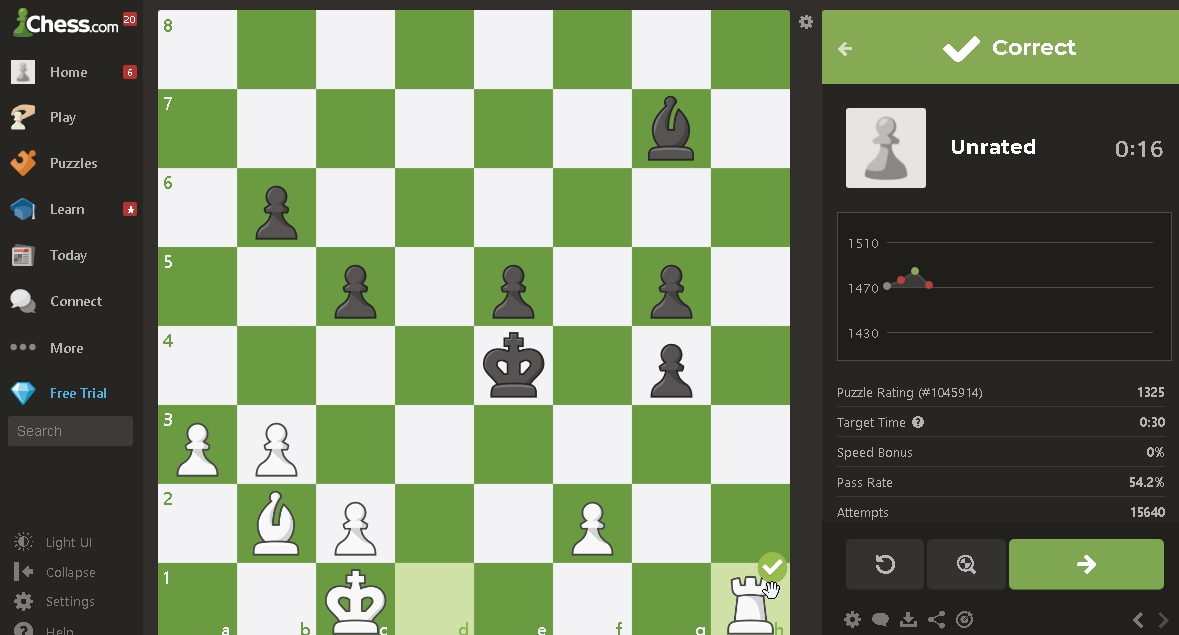 Chess.com 20
Home 6
Play
Puzzles
Learn
Today
Connect
More
Free Trial
Search
Light UI
Collapse
Settings
Help
8
7
6
5
4
3
2
1
a b c d e f g h
Correct
Unrated 0:16
1510
1470
1430
Puzzle Rating (#1045914) 1325
Target Time ? 0:30
Speed Bonus 0%
Pass Rate 54.2%
Attempts 15640